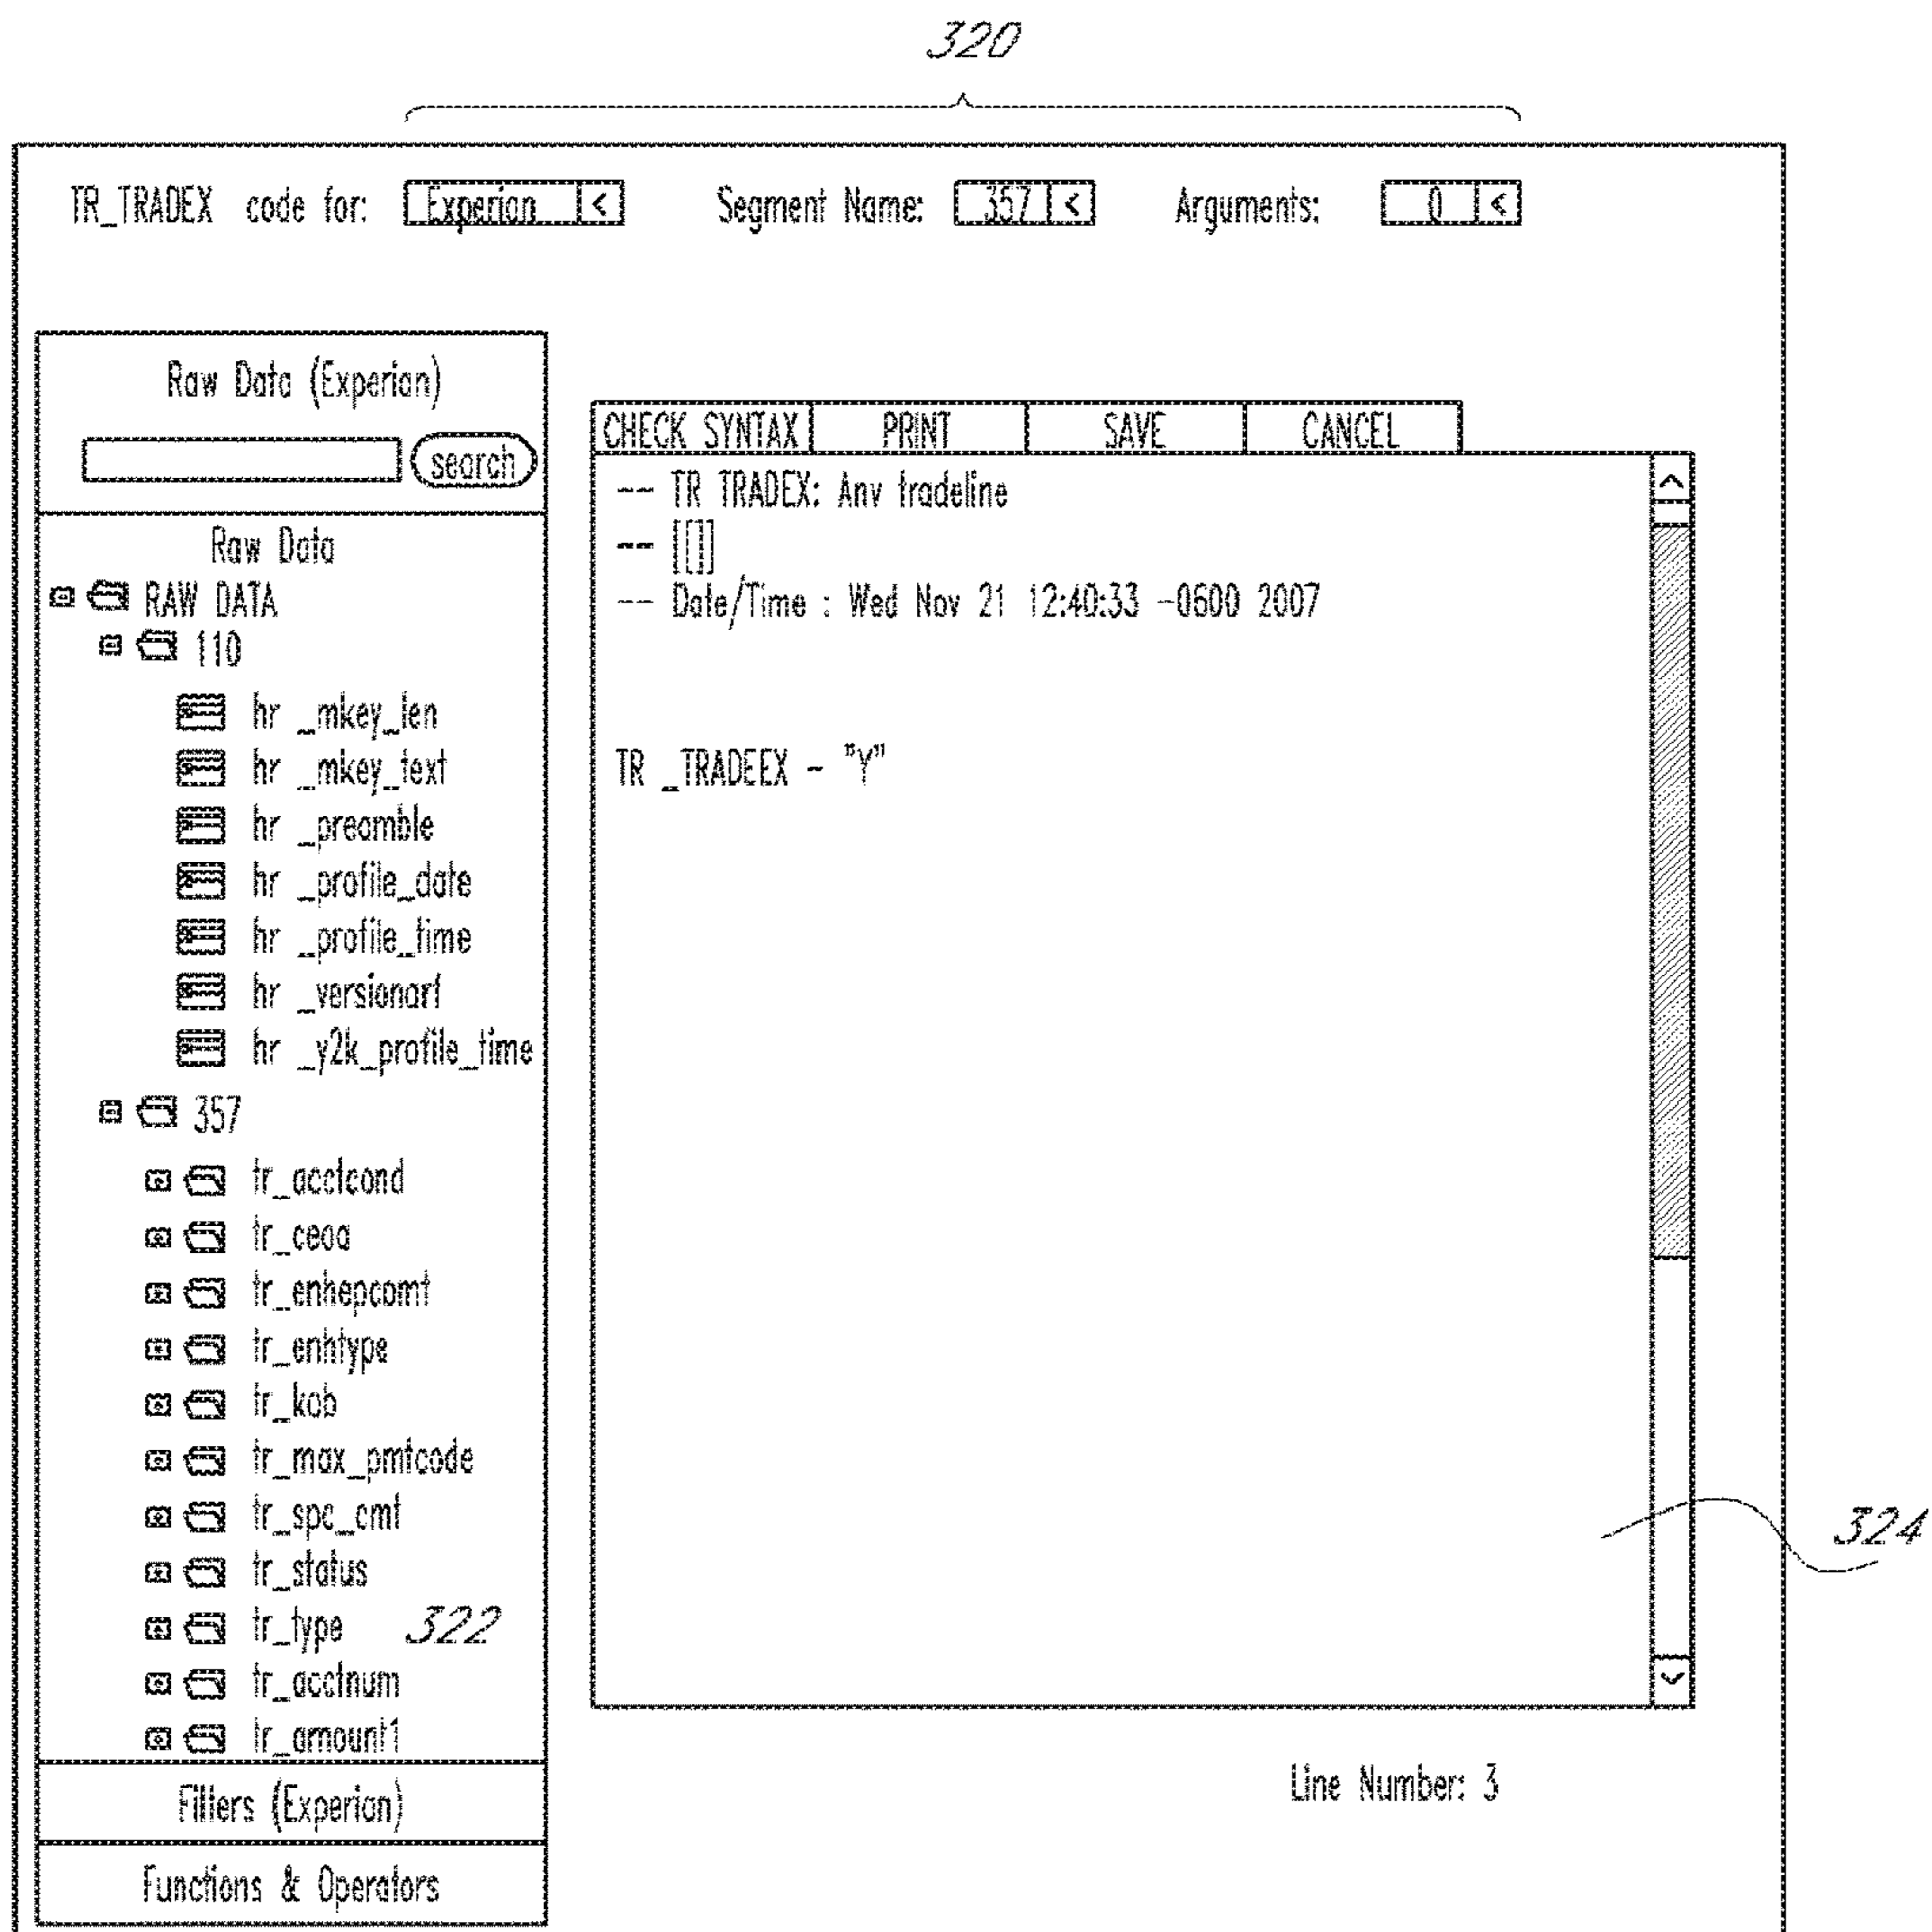 320
TR_TRADEX code for: Experian < Segment Name: 357 < Arguments: 0 <
Raw Data (Experian)
search
Raw Data
RAW DATA
110
hr _mkey_len
hr _mkey_text
hr _preamble
hr _profile_date
hr _profile_time
hr _versionarf
hr _y2k_profile_time
357
tr_acctcond
tr_ceoa
tr_enhepcomt
tr_enhtype
tr_kob
tr_max_pmtcode
tr_spc_cmt
tr_status
tr_type 322
tr_acctnum
tr_amount1
Filters (Experian)
Functions & Operators
CHECK SYNTAX PRINT SAVE CANCEL
-- TR TRADEX: Any tradeline
-- [[]]
-- Date/Time : Wed Nov 21 12:40:33 -0600 2007
TR _TRADEEX - "Y"
324
Line Number: 3